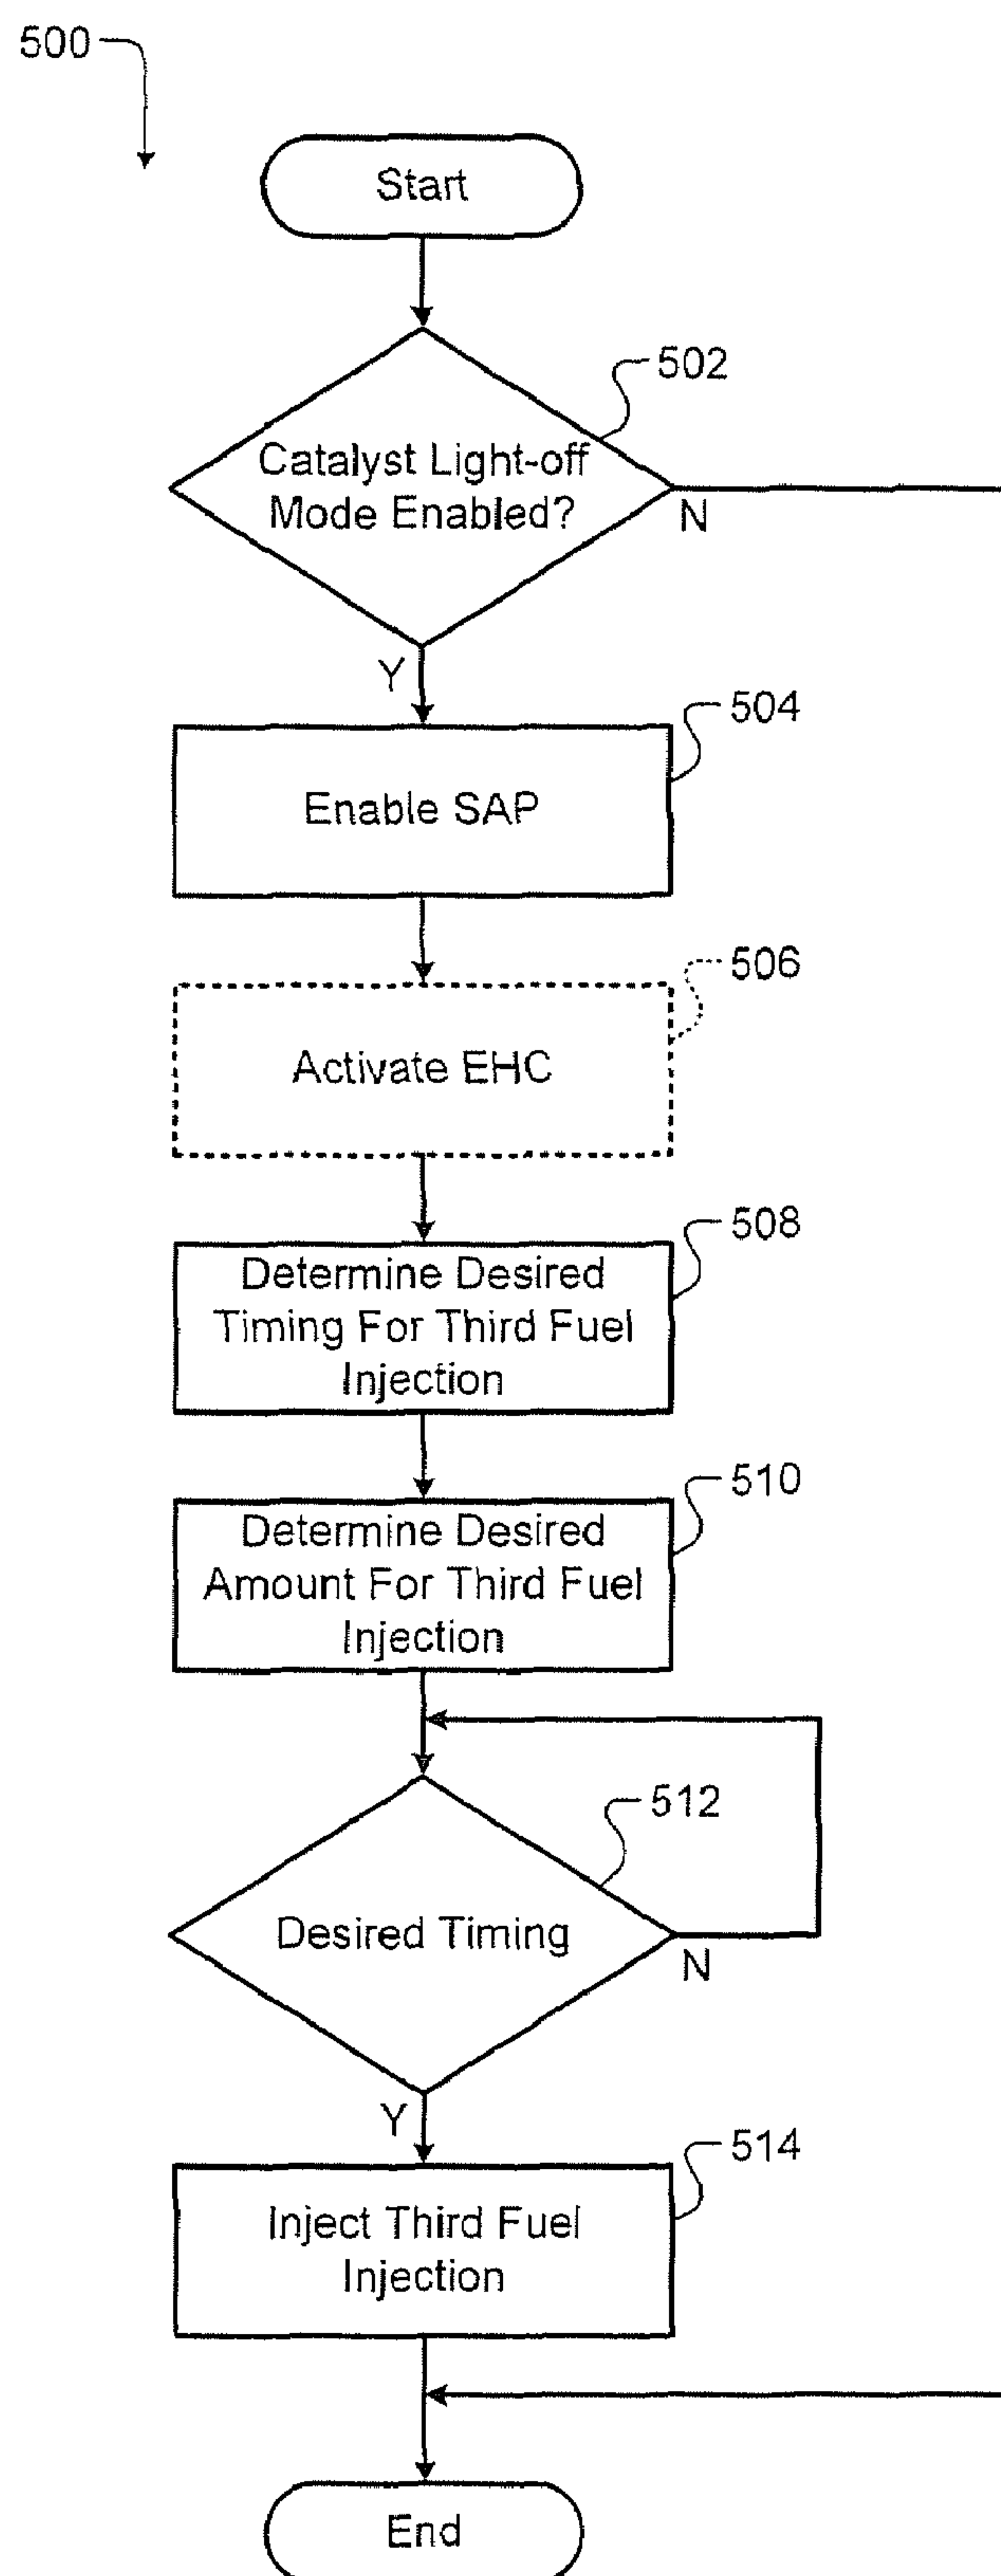 500
Start
502
Catalyst Light-off
Mode Enabled?
N
Y
504
Enable SAP
506
Activate EHC
508
Determine Desired
Timing For Third Fuel
Injection
510
Determine Desired
Amount For Third Fuel
Injection
512
Desired Timing
N
Y
514
Inject Third Fuel
Injection
End